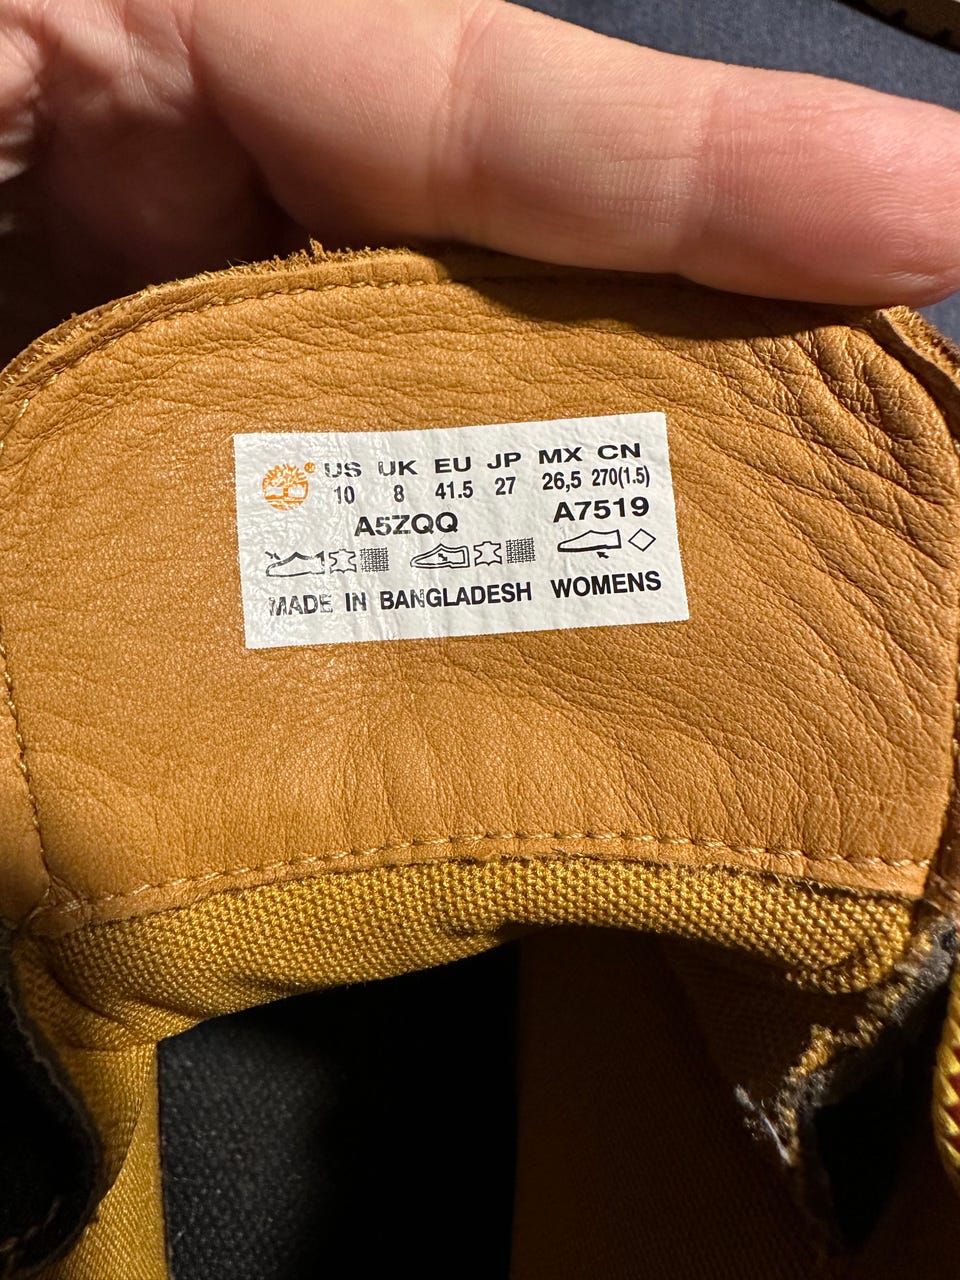 ® US UK EU JP MX CN
10 8 41.5 27 26,5 270(1.5)
A5ZQQ A7519
MADE IN BANGLADESH WOMENS